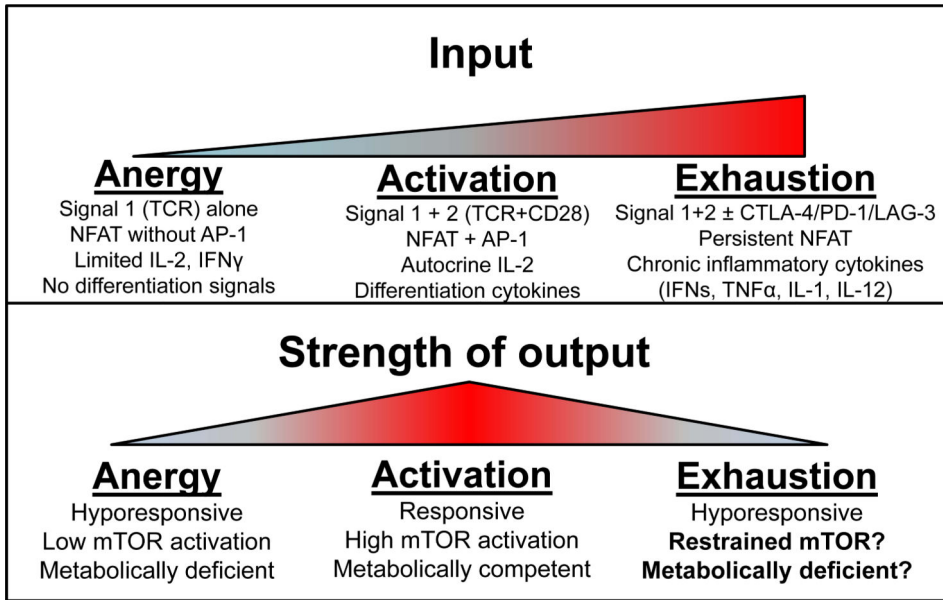 Input
Anergy
Signal 1 (TCR) alone
NFAT without AP-1
Limited IL-2, IFNγ
No differentiation signals
Activation
Signal 1 + 2 (TCR+CD28)
NFAT + AP-1
Autocrine IL-2
Differentiation cytokines
Exhaustion
Signal 1+2 ± CTLA-4/PD-1/LAG-3
Persistent NFAT
Chronic inflammatory cytokines
(IFNs, TNFα, IL-1, IL-12)
Strength of output
Anergy
Hyporesponsive
Low mTOR activation
Metabolically deficient
Activation
Responsive
High mTOR activation
Metabolically competent
Exhaustion
Hyporesponsive
Restrained mTOR?
Metabolically deficient?